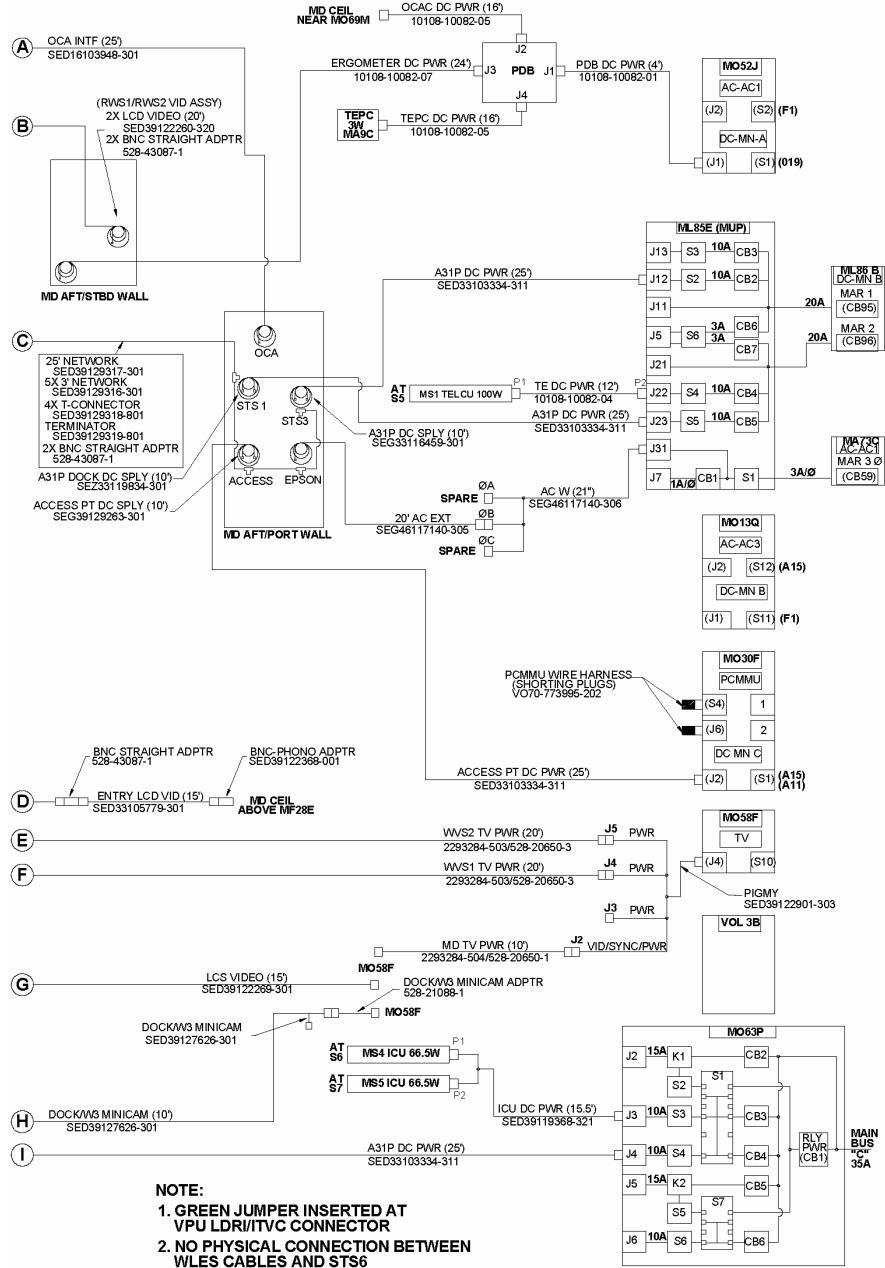 MD CEIL
NEAR MO69M
OCAC DC PWR (16')
10108-10082-05
A
OCA INTF (25')
SED16103948-301
J2
ERGOMETER DC PWR (24')
10108-10082-07
J3
PDB
J1
PDB DC PWR (4')
10108-10082-01
J4
MO52J
AC-AC1
(J2)
(S2)
(F1)
DC-MN-A
(J1)
(S1)
(019)
(RWS1/RWS2 VID ASSY)
2X LCD VIDEO (20')
SED39122260-320
2X BNC STRAIGHT ADPTR
528-43087-1
B
TEPC
3W
MA9C
TEPC DC PWR (16')
10108-10082-05
MD AFT/STBD WALL
ML85E (MUP)
J13
S3
10A
CB3
J12
S2
10A
CB2
J11
J5
S6
3A
3A
CB6
CB7
J21
J22
S4
10A
CB4
J23
S5
10A
CB5
J31
J7
1A/Ø
CB1
S1
3A/Ø
ML86 B
DC-MN B
MAR 1
(CB95)
MAR 2
(CB96)
20A
20A
MA73C
AC-AC1
MAR 3 Ø
(CB59)
A31P DC PWR (25')
SED33103334-311
C
25' NETWORK
SED39129317-301
5X 3' NETWORK
SED39129316-301
4X T-CONNECTOR
SED39129318-801
TERMINATOR
SED39129319-801
2X BNC STRAIGHT ADPTR
528-43087-1
OCA
STS 1
STS3
ACCESS
EPSON
MD AFT/PORT WALL
AT
S5
MS1 TELCU 100W
P1
TE DC PWR (12')
10108-10082-04
P2
A31P DC PWR (25')
SED33103334-311
A31P DC SPLY (10')
SEG33116459-301
A31P DOCK DC SPLY (10')
SEZ33119834-301
ACCESS PT DC SPLY (10')
SEG39129263-301
SPARE
ØA
ØB
20' AC EXT
SEG46117140-305
SPARE
ØC
AC W (21")
SEG46117140-306
MO13Q
AC-AC3
(J2)
(S12)
(A15)
DC-MN B
(J1)
(S11)
(F1)
PCMMU WIRE HARNESS
(SHORTING PLUGS)
VO70-773995-202
MO30F
PCMMU
(S4)
1
(J6)
2
DC MN C
(J2)
(S1)
(A15)
(A11)
ACCESS PT DC PWR (25')
SED33103334-311
BNC STRAIGHT ADPTR
528-43087-1
BNC-PHONO ADPTR
SED39122368-001
D
ENTRY LCD VID (15')
SED33105779-301
MD CEIL
ABOVE MF28E
E
WVS2 TV PWR (20')
2293284-503/528-20650-3
J5
PWR
F
WVS1 TV PWR (20')
2293284-503/528-20650-3
J4
PWR
J3
PWR
MD TV PWR (10')
2293284-504/528-20650-1
J2
VID/SYNC/PWR
MO58F
TV
(J4)
(S10)
PIGMY
SED39122901-303
VOL 3B
MO58F
G
LCS VIDEO (15')
SED39122269-301
DOCK/W3 MINICAM ADPTR
528-21088-1
MO58F
DOCK/W3 MINICAM
SED39127626-301
AT
S6
MS4 ICU 66.5W
P1
AT
S7
MS5 ICU 66.5W
P2
H
DOCK/W3 MINICAM (10')
SED39127626-301
ICU DC PWR (15.5')
SED39119368-321
I
A31P DC PWR (25')
SED33103334-311
MO63P
J2
15A
K1
CB2
S2
S1
J3
10A
S3
CB3
J4
10A
S4
CB4
J5
15A
K2
CB5
S5
S7
J6
10A
S6
CB6
RLY
PWR
(CB1)
MAIN
BUS
"C"
35A
NOTE:
1. GREEN JUMPER INSERTED AT
VPU LDRI/ITVC CONNECTOR
2. NO PHYSICAL CONNECTION BETWEEN
WLES CABLES AND STS6